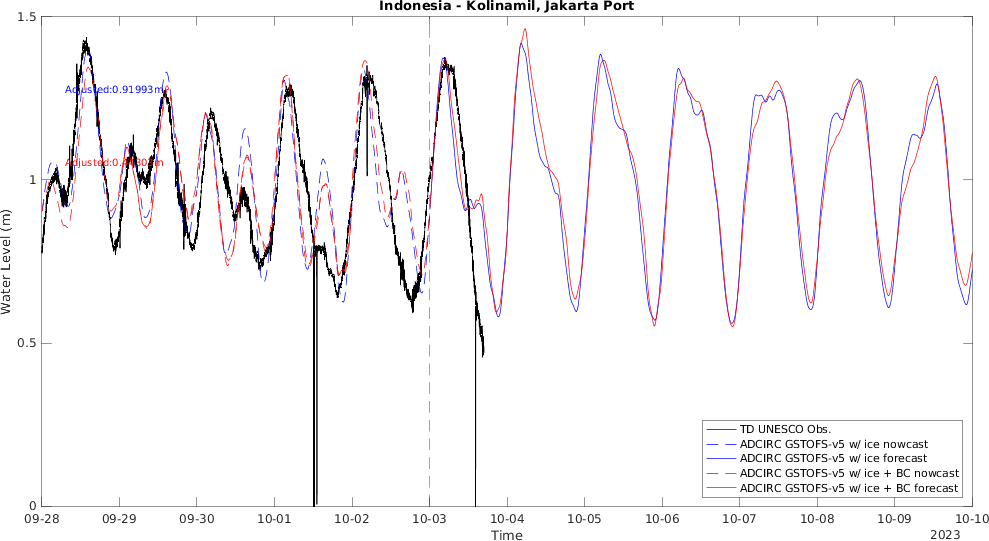 Indonesia - Kolinamil, Jakarta Port
1.5
Adjusted:0.91993m
1
0.5
0
Water Level (m)
TD UNESCO Obs.
ADCIRC GSTOFS-v5 w/ ice nowcast
ADCIRC GSTOFS-v5 w/ ice forecast
ADCIRC GSTOFS-v5 w/ ice + BC nowcast
ADCIRC GSTOFS-v5 w/ ice + BC forecast
09-28 09-29 09-30 10-01 10-02 10-03 10-04 10-05 10-06 10-07 10-08 10-09 10-10
Time
2023